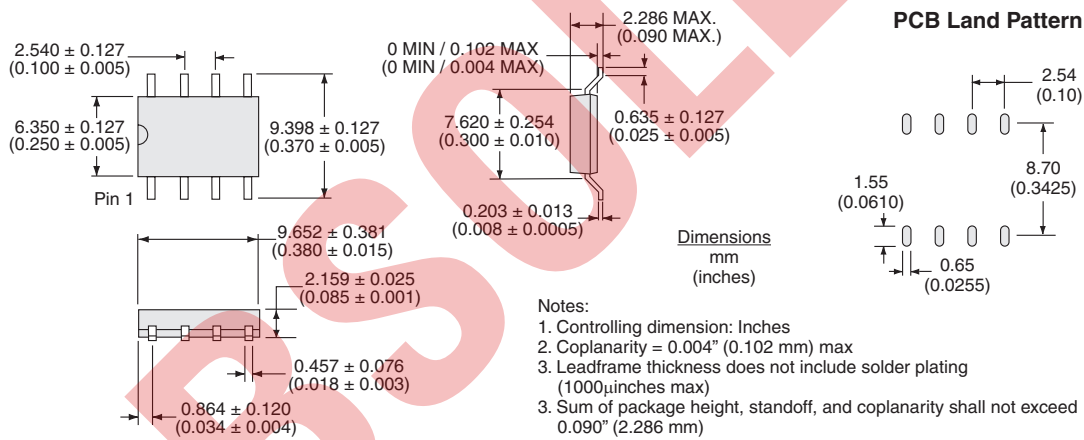 2.540 ± 0.127
(0.100 ± 0.005)
6.350 ± 0.127
(0.250 ± 0.005)
9.398 ± 0.127
(0.370 ± 0.005)
Pin 1
9.652 ± 0.381
(0.380 ± 0.015)
2.159 ± 0.025
(0.085 ± 0.001)
0.457 ± 0.076
(0.018 ± 0.003)
0.864 ± 0.120
(0.034 ± 0.004)
2.286 MAX.
(0.090 MAX.)
0 MIN / 0.102 MAX
(0 MIN / 0.004 MAX)
7.620 ± 0.254
(0.300 ± 0.010)
0.635 ± 0.127
(0.025 ± 0.005)
0.203 ± 0.013
(0.008 ± 0.0005)
PCB Land Pattern
2.54
(0.10)
8.70
(0.3425)
1.55
(0.0610)
0.65
(0.0255)
Dimensions
mm
(inches)
Notes:
1. Controlling dimension: Inches
2. Coplanarity = 0.004” (0.102 mm) max
3. Leadframe thickness does not include solder plating
(1000µinches max)
3. Sum of package height, standoff, and coplanarity shall not exceed
0.090” (2.286 mm)